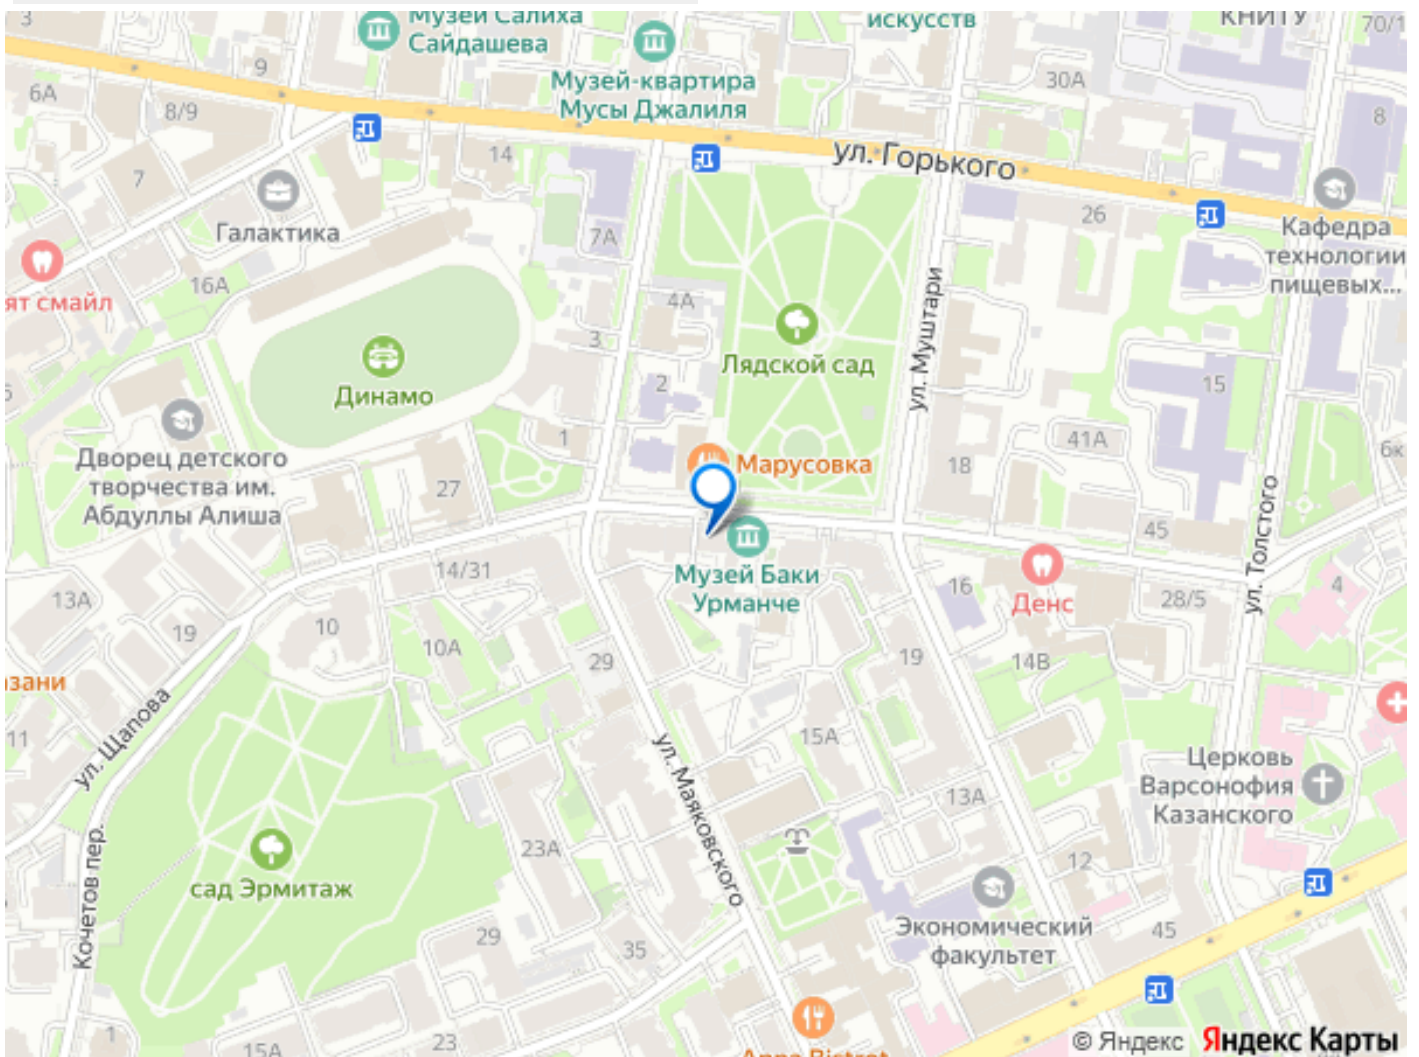 Музей Салиха
Сайдашева
искусств
КНИТУ
70/1
3
9
Музей-квартира
Мусы Джалиля
30А
6А
8/9
8
14
ул. Горького
7
26
Галактика
7А
Кафедра
технологии
пищевых...
16А
4А
ят смайл
ул. Муштари
3
Лядской сад
2
15
Динамо
1
41А
6к
Дворец детского
творчества им.
Абдуллы Алиша
Марусовка
18
27
45
ул. Толстого
14/31
Музей Баки
Урманче
16
Денс
28/5
4
13А
19
10
10А
29
19
14В
зани
ул. Щапова
11
15А
ул. Маяковского
Церковь
Варсонофия
Казанского
13А
23А
12
сад Эрмитаж
Кочетов пер.
Экономический
факультет
29
35
45
1
15А
23
Anna Bistrot
© Яндекс Яндекс Карты